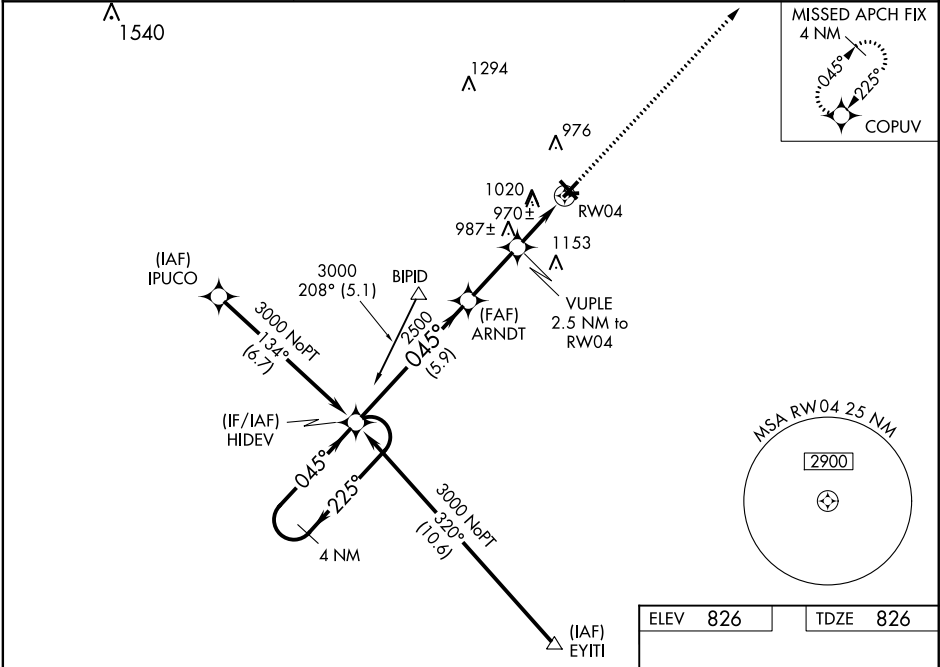 1540
1294
976
1020
970±
987±
RW04
1153
MISSED APCH FIX
4 NM
045°
225°
COPUV
(IAF)
IPUCO
3000
208° (5.1)
BIPID
3000 NoPT
134°
(6.7)
2500
045°
(5.9)
(FAF)
ARNDT
VUPLE
2.5 NM to
RW04
(IF/IAF)
HIDEV
045°
225°
4 NM
3000 NoPT
320°
(10.6)
(IAF)
EYITI
MSA RW04 25 NM
2900
ELEV 826
TDZE 826